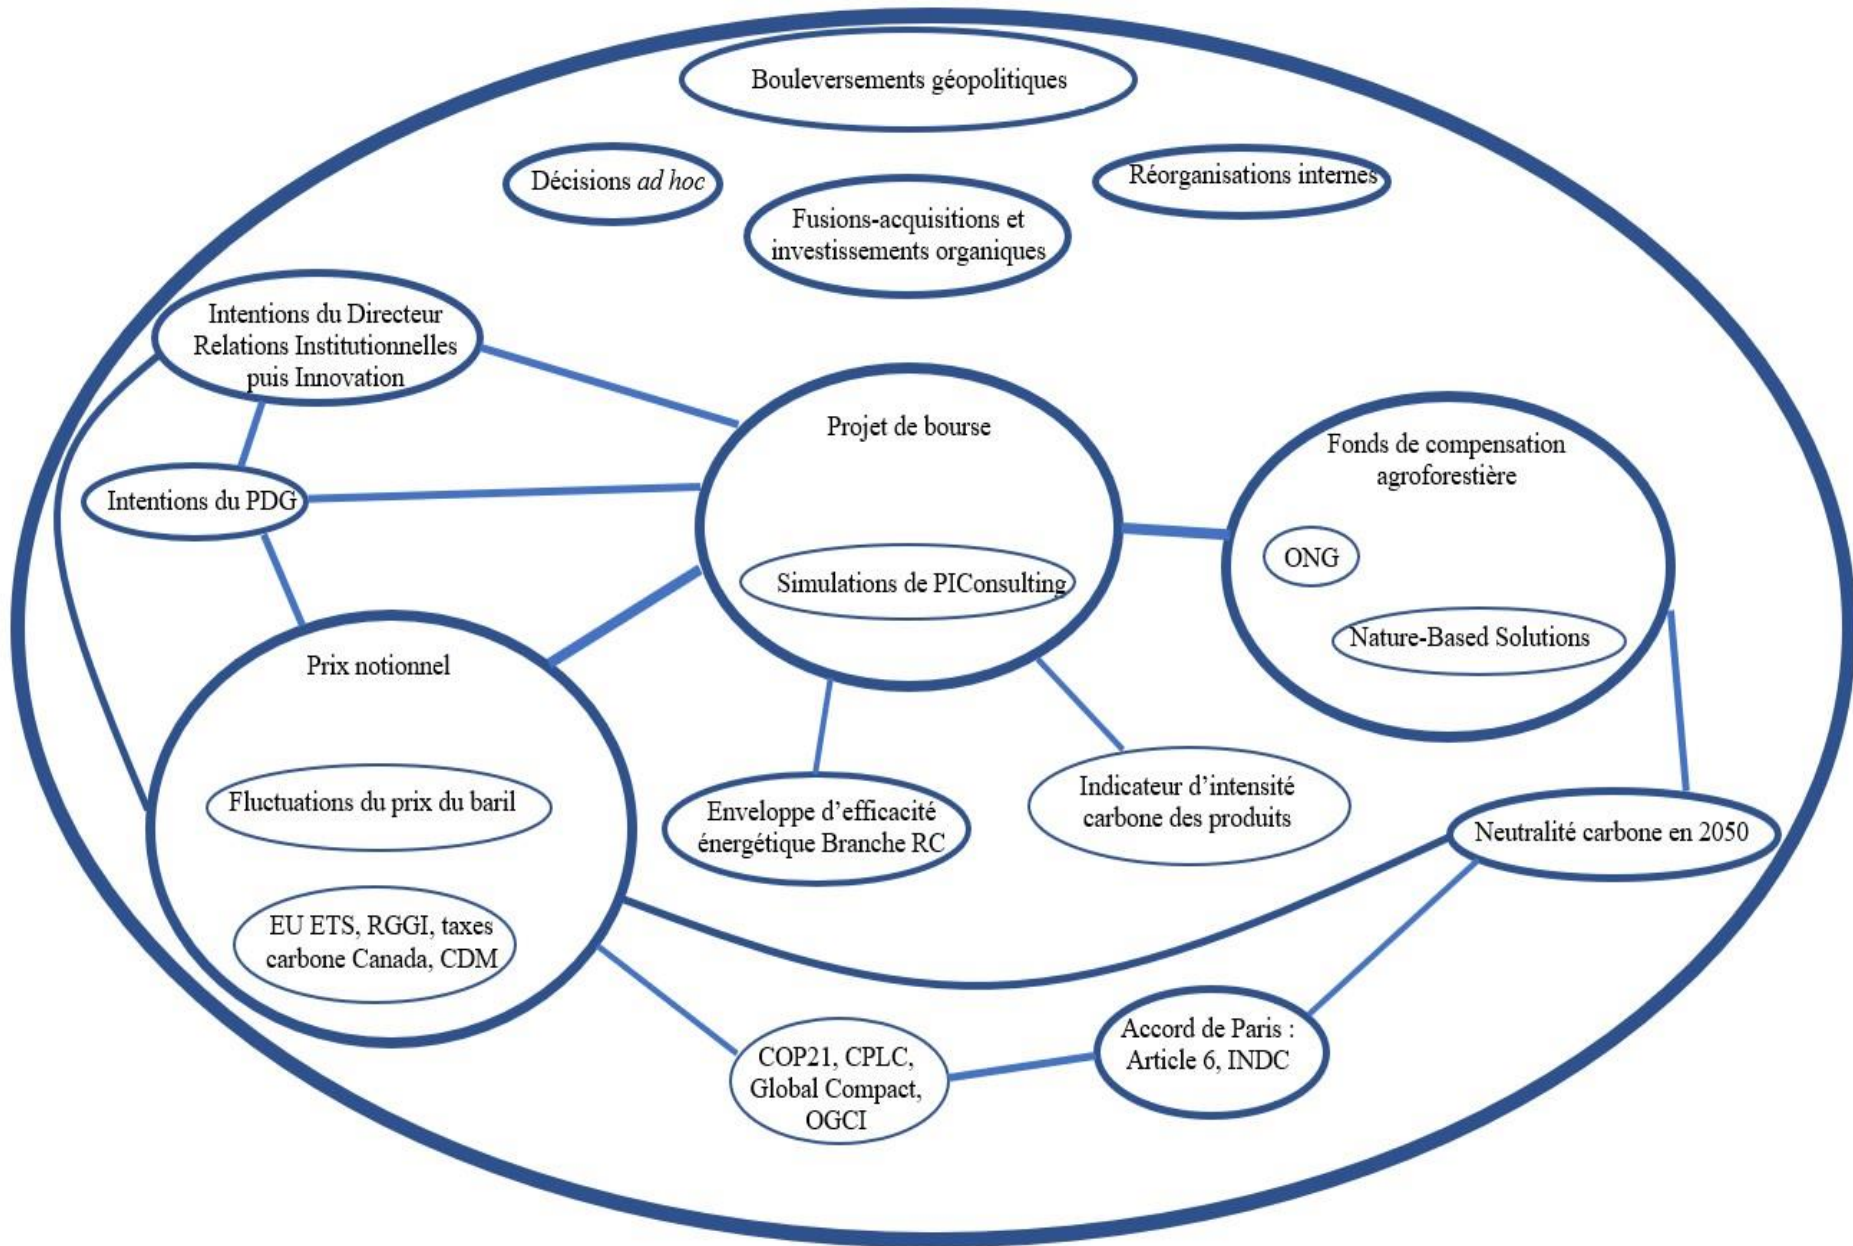 Bouleversements géopolitiques
Décisions ad hoc
Réorganisations internes
Fusions-acquisitions et
investissements organiques
Intentions du Directeur
Relations Institutionnelles
puis Innovation
Projet de bourse
Fonds de compensation
agroforestière
Intentions du PDG
ONG
Simulations de PIConsulting
Nature-Based Solutions
Prix notionnel
Fluctuations du prix du baril
Enveloppe d’efficacité
énergétique Branche RC
Indicateur d’intensité
carbone des produits
Neutralité carbone en 2050
EU ETS, RGGI, taxes
carbone Canada, CDM
COP21, CPLC,
Global Compact,
OGCI
Accord de Paris :
Article 6, INDC